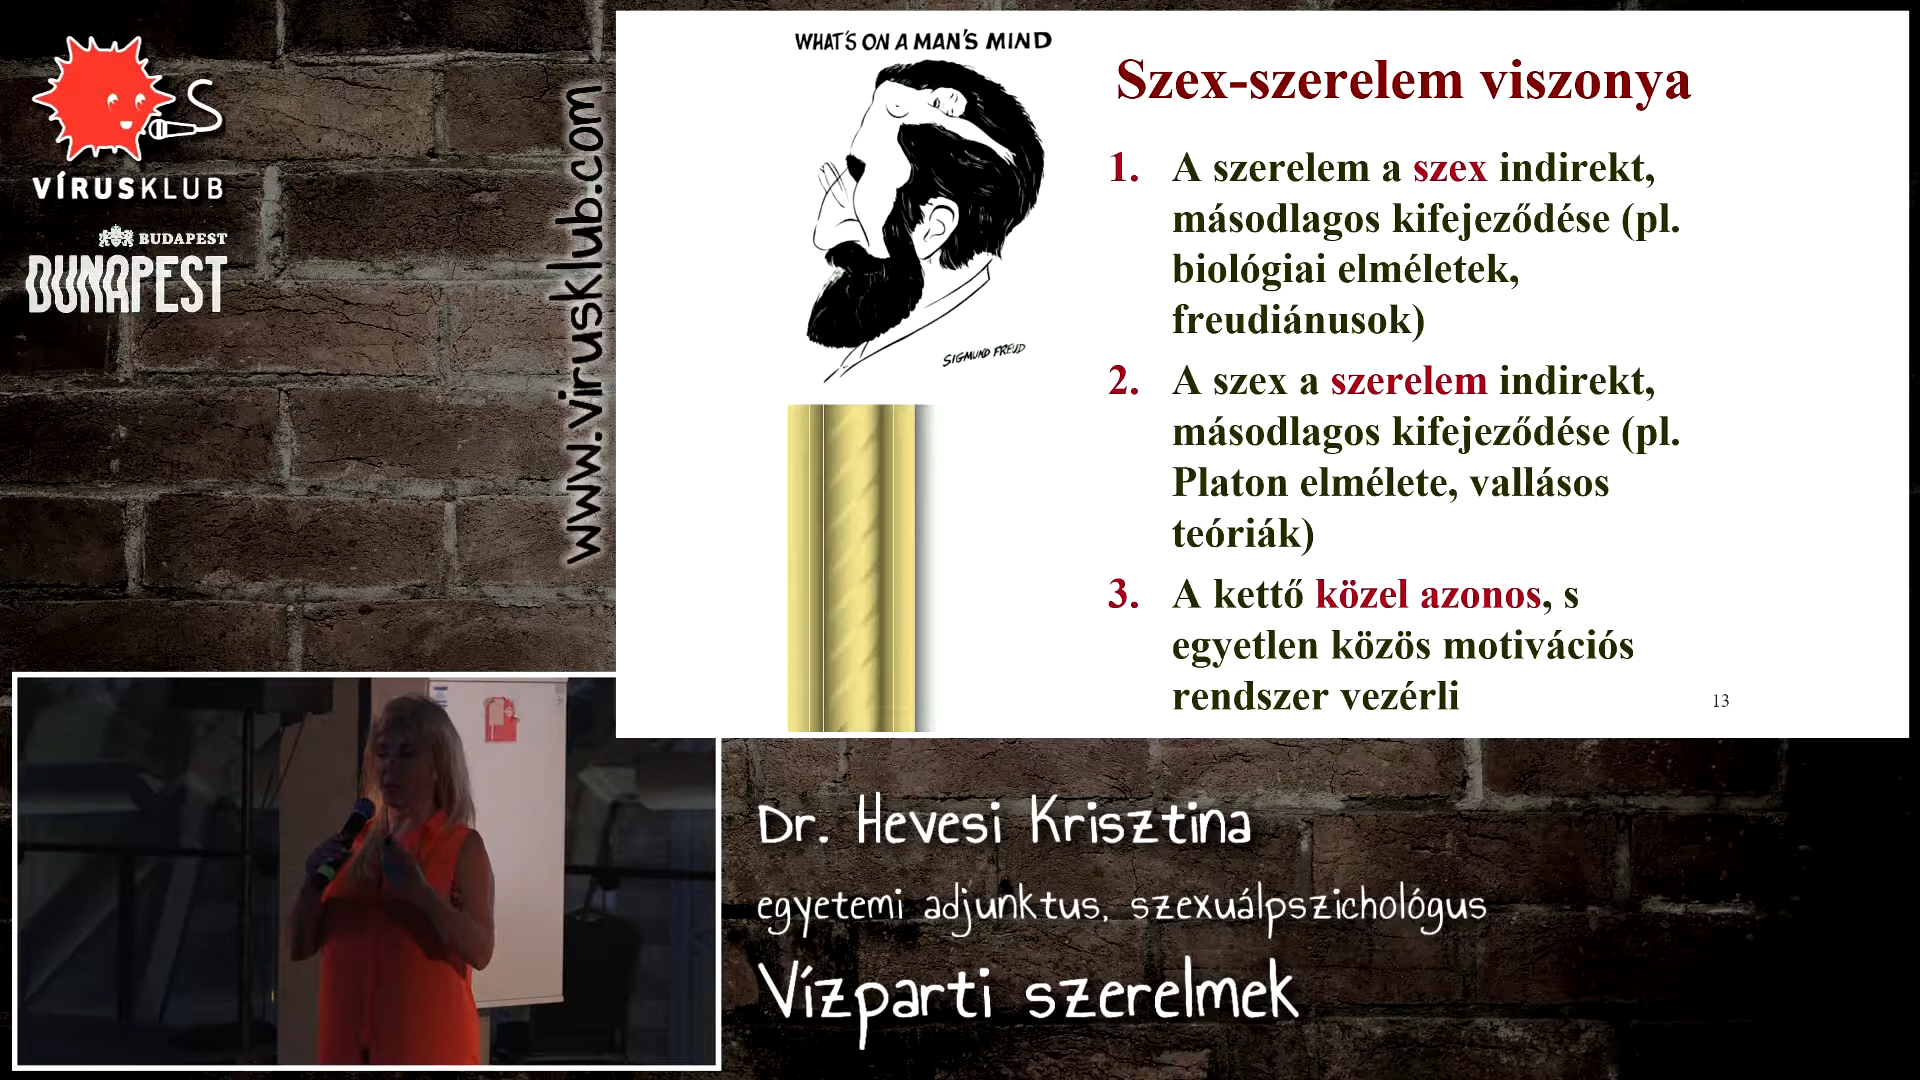 VÍRUSKLUB
BUDAPEST
DUNAPEST
www.virusklub.com
WHAT'S ON A MAN'S MIND
SIGMUND FREUD
Szex-szerelem viszonya
1. A szerelem a szex indirekt,
másodlagos kifejeződése (pl.
biológiai elméletek,
freudiánusok)
2. A szex a szerelem indirekt,
másodlagos kifejeződése (pl.
Platon elmélete, vallásos
teóriák)
3. A kettő közel azonos, s
egyetlen közös motivációs
rendszer vezérli
13
Dr. Hevesi Krisztina
egyetemi adjunktus, szexuálpszichológus
Vízparti szerelmek